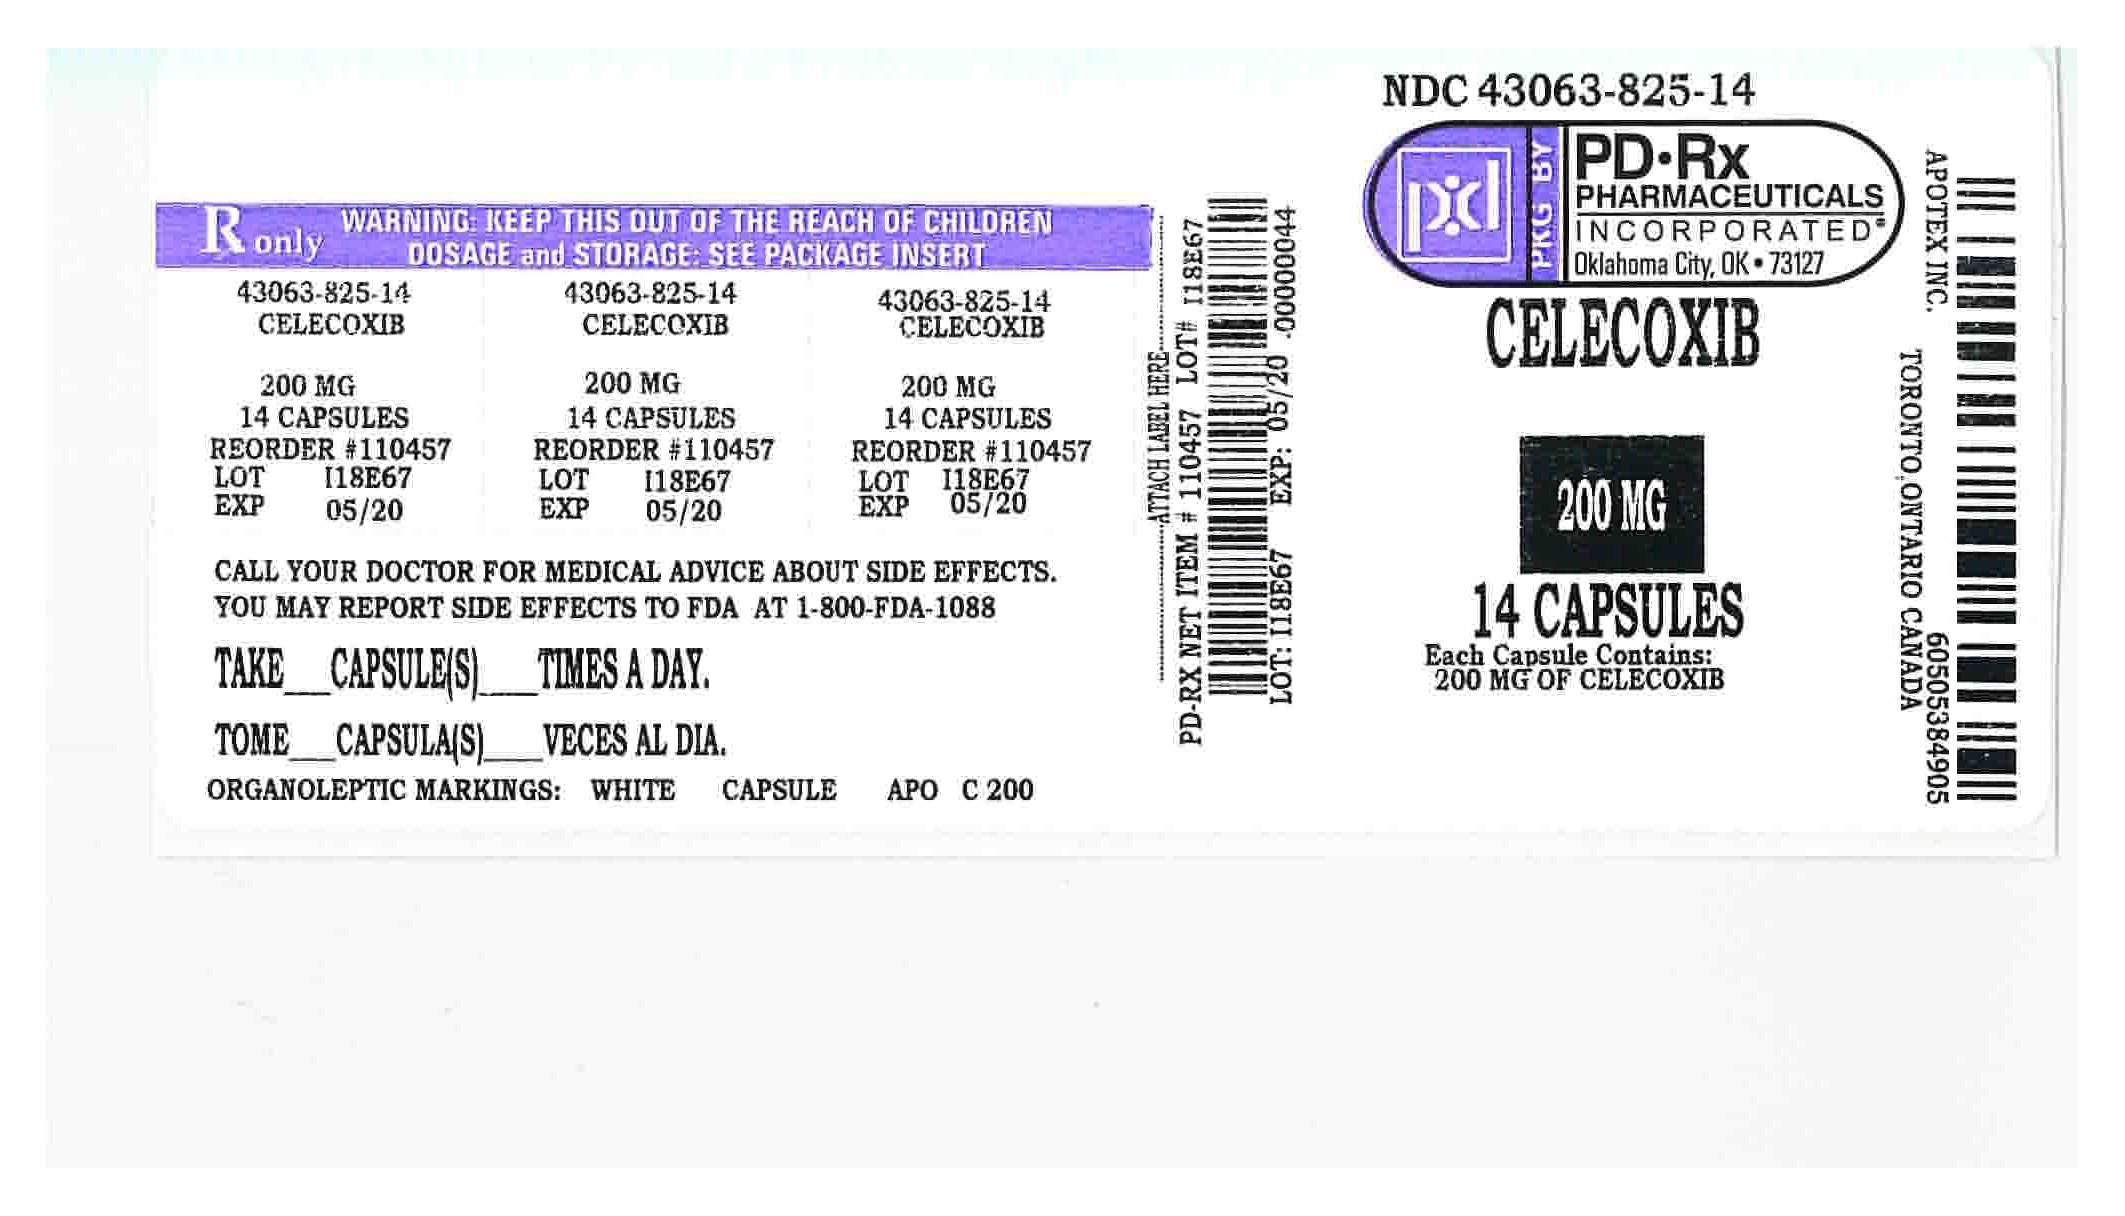 R only
WARNING: KEEP THIS OUT OF THE REACH OF CHILDREN
DOSAGE and STORAGE: SEE PACKAGE INSERT
43063-825-14
CELECOXIB
200 MG
14 CAPSULES
REORDER #110457
LOT I18E67
EXP 05/20
43063-825-14
CELECOXIB
200 MG
14 CAPSULES
REORDER #110457
LOT I18E67
EXP 05/20
43063-825-14
CELECOXIB
200 MG
14 CAPSULES
REORDER #110457
LOT I18E67
EXP 05/20
CALL YOUR DOCTOR FOR MEDICAL ADVICE ABOUT SIDE EFFECTS.
YOU MAY REPORT SIDE EFFECTS TO FDA AT 1-800-FDA-1088
TAKE___CAPSULE(S)____TIMES A DAY.
TOME___CAPSULA(S)____VECES AL DIA.
ORGANOLEPTIC MARKINGS: WHITE CAPSULE APO C 200
ATTACH LABEL HERE
PD-RX NET ITEM # 110457 LOT# I18E67
LOT: I18E67 EXP: 05/20 .00000044
NDC 43063-825-14
pd
PKG BY
PD•Rx
PHARMACEUTICALS
INCORPORATED®
Oklahoma City, OK • 73127
CELECOXIB
200 MG
14 CAPSULES
Each Capsule Contains:
200 MG OF CELECOXIB
APOTEX INC.
TORONTO, ONTARIO CANADA
60505384905